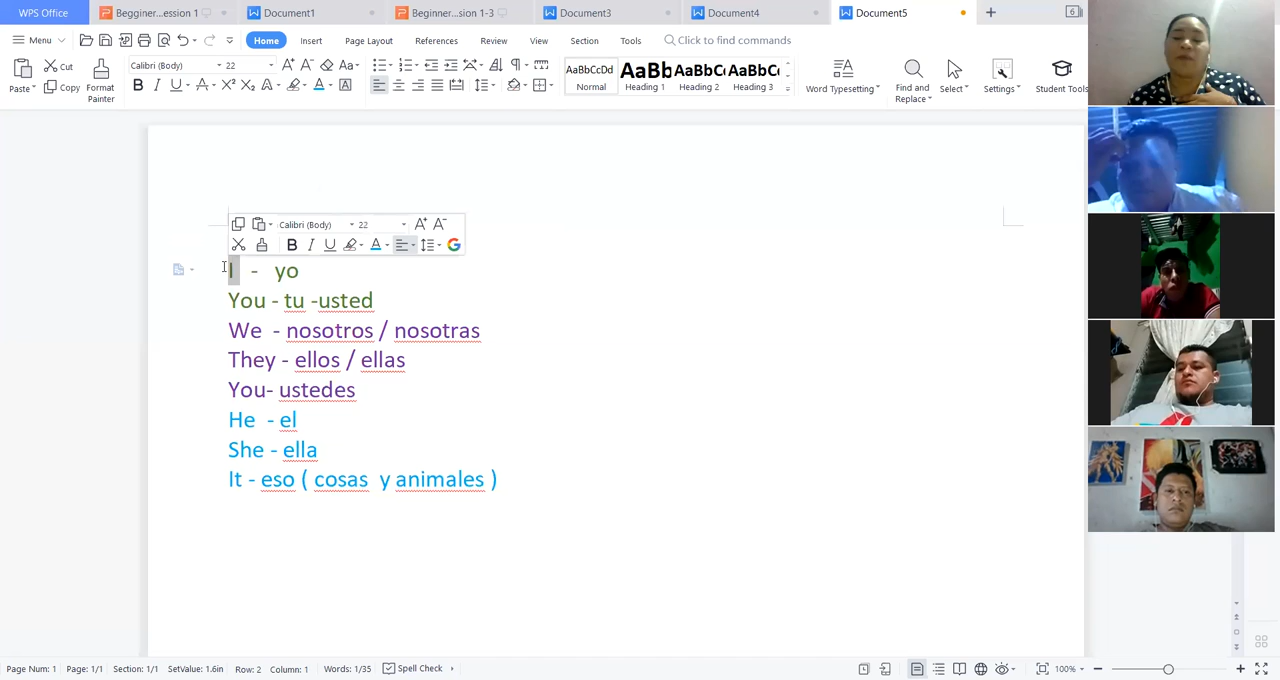 WPS Office
Begginer...ession 1
Document1
Beginner...sion 1-3
Document3
Document4
Document5
6
Menu
Home
Insert
Page Layout
References
Review
View
Section
Tools
Click to find commands
Paste
Cut
Copy
Format Painter
Calibri (Body)
22
AaBbCcDd
Normal
AaBb
Heading 1
AaBbCc
Heading 2
AaBbCc
Heading 3
Word Typesetting
Find and Replace
Select
Settings
Student Tools
Calibri (Body)
22
I - yo
You - tu -usted
We - nosotros / nosotras
They - ellos / ellas
You- ustedes
He - el
She - ella
It - eso ( cosas y animales )
Page Num: 1
Page: 1/1
Section: 1/1
SetValue: 1.6in
Row: 2
Column: 1
Words: 1/35
Spell Check
100%